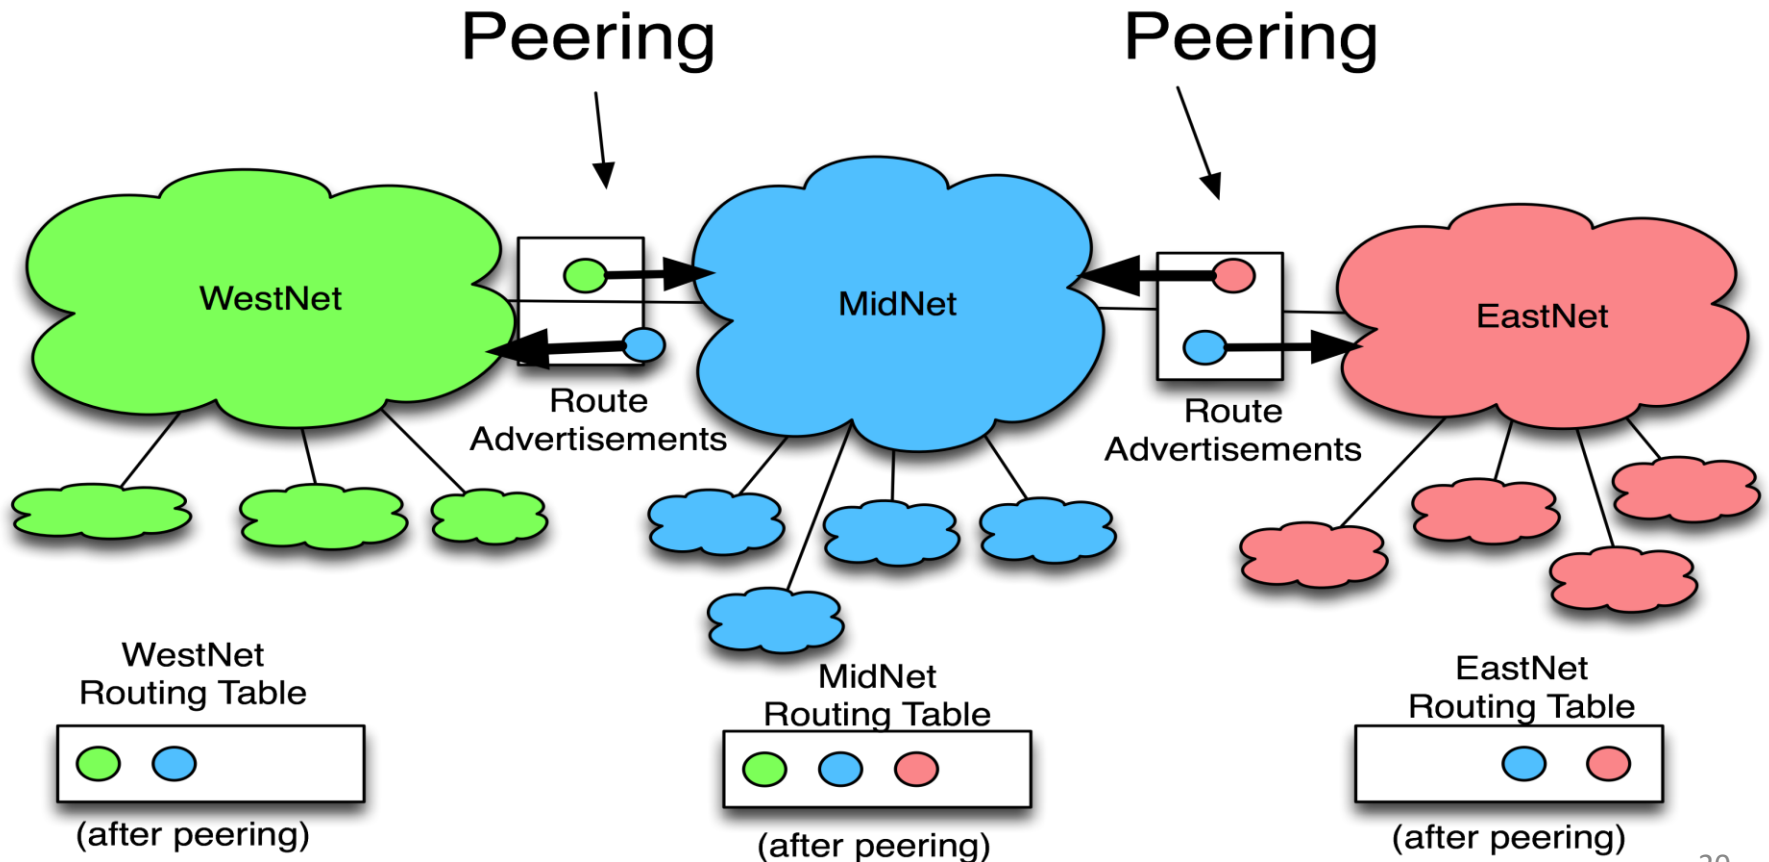 Peering
Peering
WestNet
MidNet
EastNet
Route
Advertisements
Route
Advertisements
WestNet
Routing Table
(after peering)
MidNet
Routing Table
(after peering)
EastNet
Routing Table
(after peering)